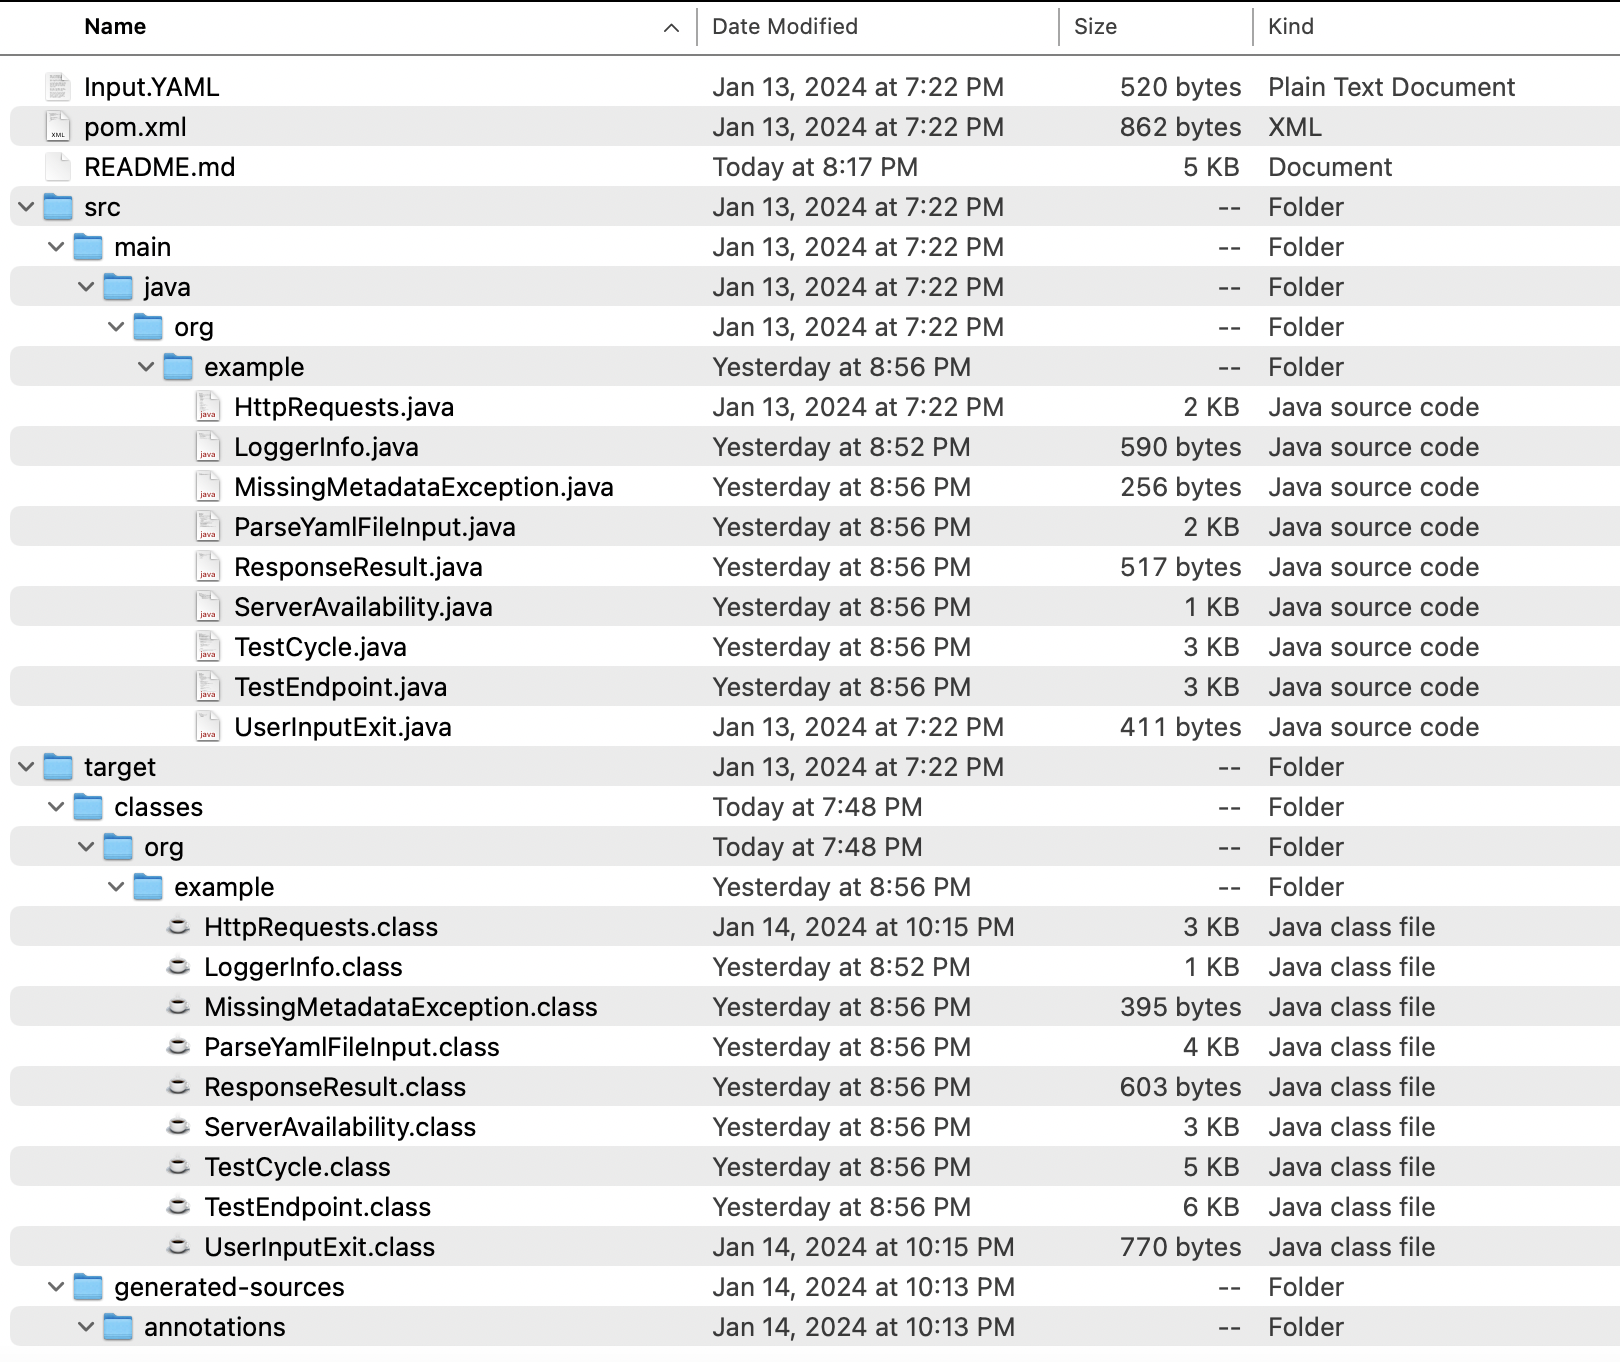 Name Date Modified Size Kind
Input.YAML Jan 13, 2024 at 7:22 PM 520 bytes Plain Text Document
pom.xml Jan 13, 2024 at 7:22 PM 862 bytes XML
README.md Today at 8:17 PM 5 KB Document
src Jan 13, 2024 at 7:22 PM -- Folder
main Jan 13, 2024 at 7:22 PM -- Folder
java Jan 13, 2024 at 7:22 PM -- Folder
org Jan 13, 2024 at 7:22 PM -- Folder
example Yesterday at 8:56 PM -- Folder
HttpRequests.java Jan 13, 2024 at 7:22 PM 2 KB Java source code
LoggerInfo.java Yesterday at 8:52 PM 590 bytes Java source code
MissingMetadataException.java Yesterday at 8:56 PM 256 bytes Java source code
ParseYamlFileInput.java Yesterday at 8:56 PM 2 KB Java source code
ResponseResult.java Yesterday at 8:56 PM 517 bytes Java source code
ServerAvailability.java Yesterday at 8:56 PM 1 KB Java source code
TestCycle.java Yesterday at 8:56 PM 3 KB Java source code
TestEndpoint.java Yesterday at 8:56 PM 3 KB Java source code
UserInputExit.java Jan 13, 2024 at 7:22 PM 411 bytes Java source code
target Jan 13, 2024 at 7:22 PM -- Folder
classes Today at 7:48 PM -- Folder
org Today at 7:48 PM -- Folder
example Yesterday at 8:56 PM -- Folder
HttpRequests.class Jan 14, 2024 at 10:15 PM 3 KB Java class file
LoggerInfo.class Yesterday at 8:52 PM 1 KB Java class file
MissingMetadataException.class Yesterday at 8:56 PM 395 bytes Java class file
ParseYamlFileInput.class Yesterday at 8:56 PM 4 KB Java class file
ResponseResult.class Yesterday at 8:56 PM 603 bytes Java class file
ServerAvailability.class Yesterday at 8:56 PM 3 KB Java class file
TestCycle.class Yesterday at 8:56 PM 5 KB Java class file
TestEndpoint.class Yesterday at 8:56 PM 6 KB Java class file
UserInputExit.class Jan 14, 2024 at 10:15 PM 770 bytes Java class file
generated-sources Jan 14, 2024 at 10:13 PM -- Folder
annotations Jan 14, 2024 at 10:13 PM -- Folder